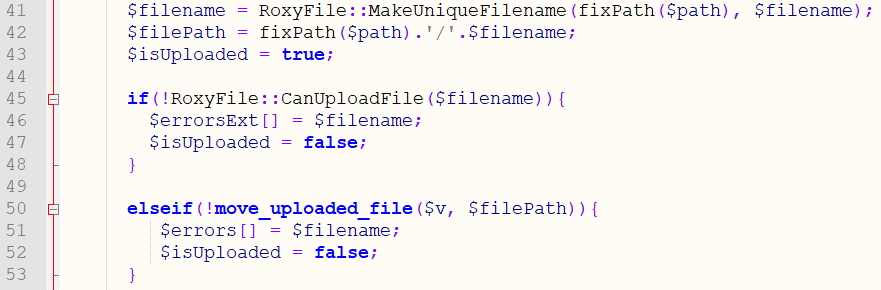 41 $filename = RoxyFile::MakeUniqueFilename(fixPath($path), $filename);
42 $filePath = fixPath($path).'/'.$filename;
43 $isUploaded = true;
44
45 if(!RoxyFile::CanUploadFile($filename)){
46 $errorsExt[] = $filename;
47 $isUploaded = false;
48 }
49
50 elseif(!move_uploaded_file($v, $filePath)){
51 $errors[] = $filename;
52 $isUploaded = false;
53 }